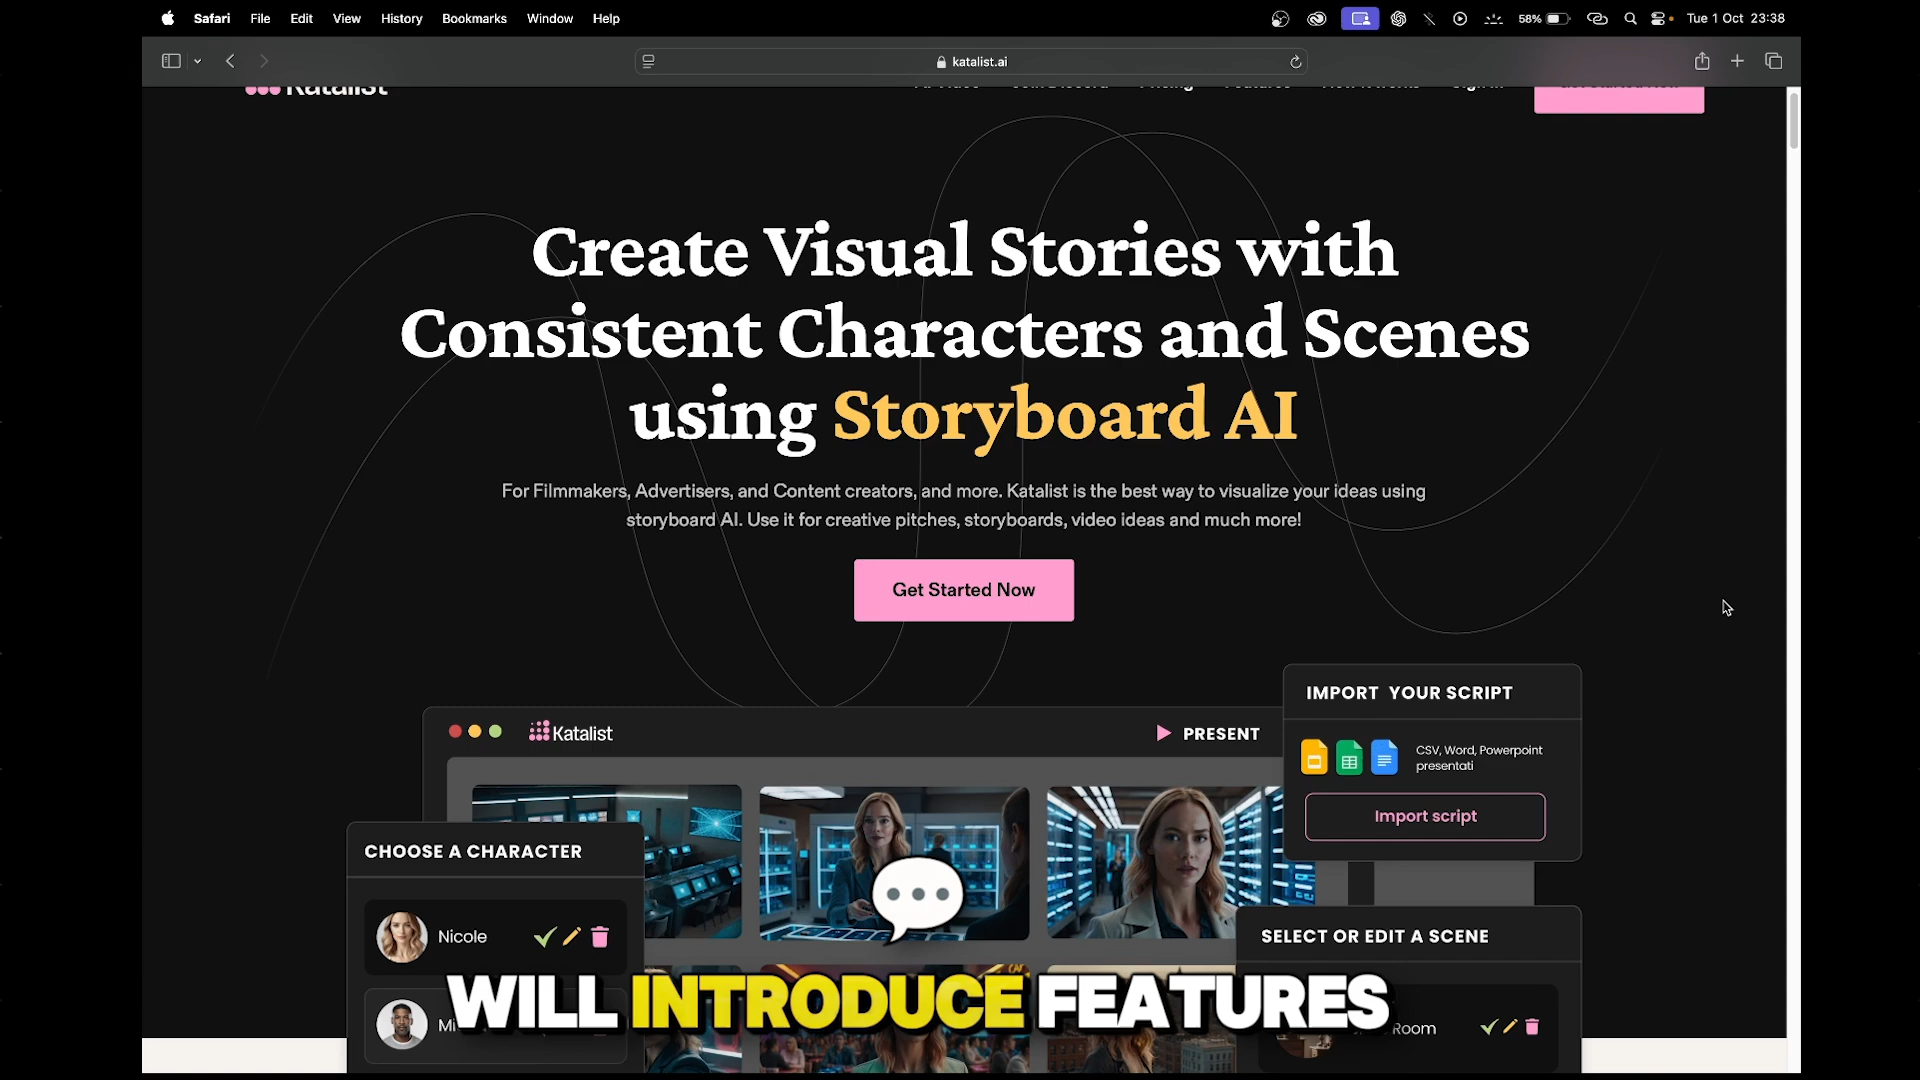 Safari File Edit View History Bookmarks Window Help
58% Tue 1 Oct 23:38
katalist.ai
Katalist
Create Visual Stories with
Consistent Characters and Scenes
using Storyboard AI
For Filmmakers, Advertisers, and Content creators, and more. Katalist is the best way to visualize your ideas using
storyboard AI. Use it for creative pitches, storyboards, video ideas and much more!
Get Started Now
IMPORT YOUR SCRIPT
Katalist
PRESENT
CSV, Word, Powerpoint
presentati
Import script
CHOOSE A CHARACTER
Nicole
SELECT OR EDIT A SCENE
Room
WILL INTRODUCE FEATURES